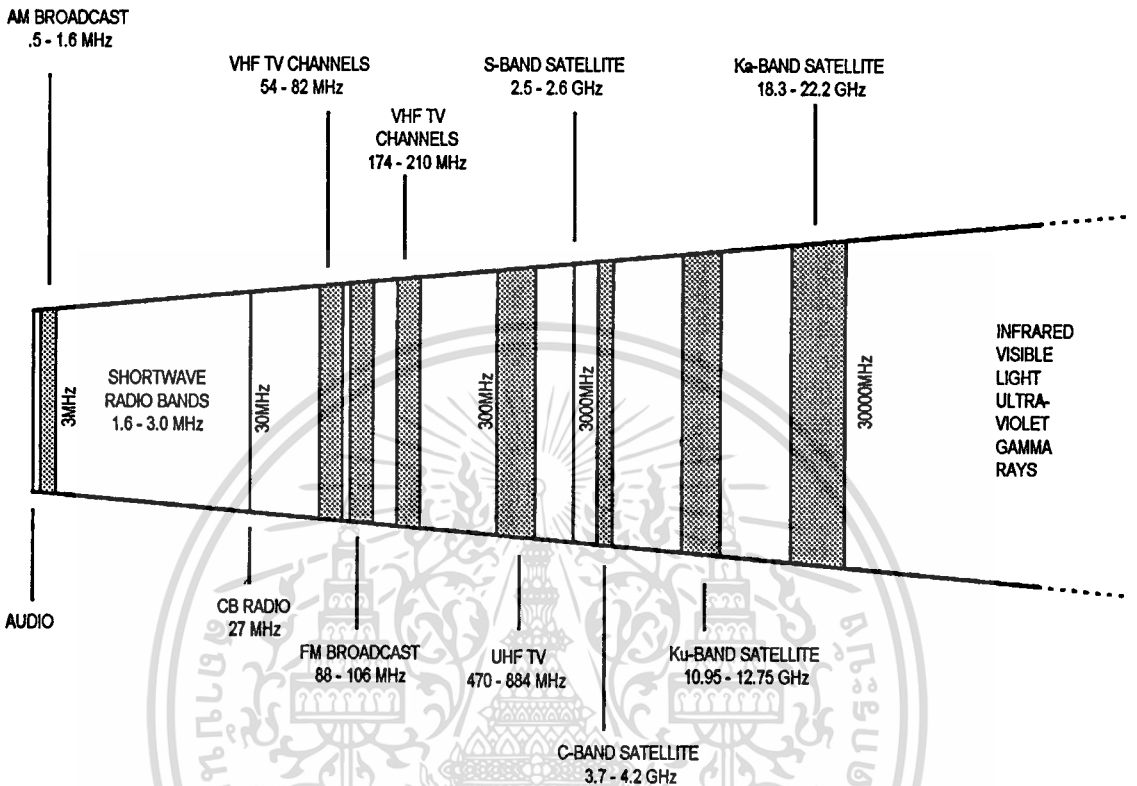 AM BROADCAST
.5 - 1.6 MHz
VHF TV CHANNELS
54 - 82 MHz
VHF TV
CHANNELS
174 - 210 MHz
S-BAND SATELLITE
2.5 - 2.6 GHz
Ka-BAND SATELLITE
18.3 - 22.2 GHz
3MHz
SHORTWAVE
RADIO BANDS
1.6 - 3.0 MHz
30MHz
300MHz
3000MHz
30000MHz
INFRARED
VISIBLE
LIGHT
ULTRA-
VIOLET
GAMMA
RAYS
AUDIO
CB RADIO
27 MHz
FM BROADCAST
88 - 106 MHz
UHF TV
470 - 884 MHz
C-BAND SATELLITE
3.7 - 4.2 GHz
Ku-BAND SATELLITE
10.95 - 12.75 GHz